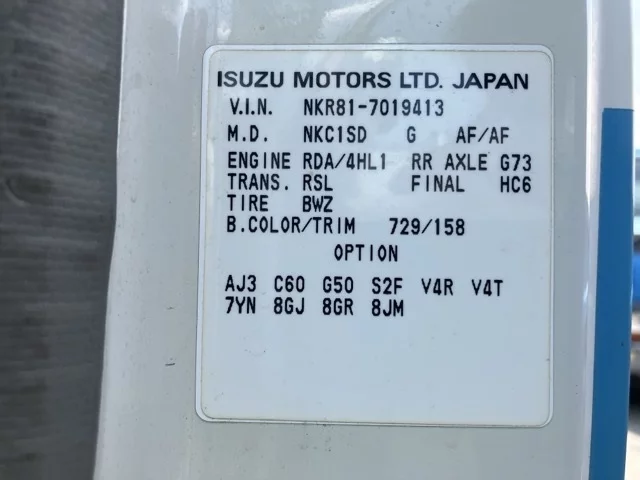 ISUZU MOTORS LTD. JAPAN
V.I.N. NKR81-7019413
M.D. NKC1SD G AF/AF
ENGINE RDA/4HL1 RR AXLE G73
TRANS. RSL FINAL HC6
TIRE BWZ
B.COLOR/TRIM 729/158
OPTION
AJ3 C60 G50 S2F V4R V4T
7YN 8GJ 8GR 8JM